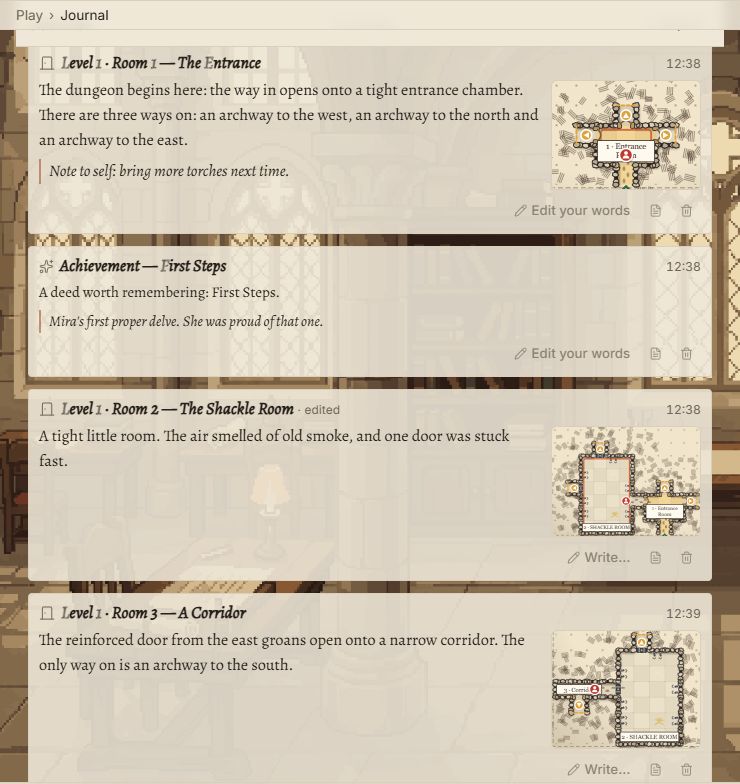 Play › Journal
Level 1 · Room 1 — The Entrance
12:38
The dungeon begins here: the way in opens onto a tight entrance chamber.
There are three ways on: an archway to the west, an archway to the north and
an archway to the east.
1 - Entrance
Note to self: bring more torches next time.
Edit your words
Achievement — First Steps
12:38
A deed worth remembering: First Steps.
Mira's first proper delve. She was proud of that one.
Edit your words
Level 1 · Room 2 — The Shackle Room · edited
12:38
A tight little room. The air smelled of old smoke, and one door was stuck
fast.
1 - Entrance
Room
2 - SHACKLE ROOM
Write...
Level 1 · Room 3 — A Corridor
12:39
The reinforced door from the east groans open onto a narrow corridor. The
only way on is an archway to the south.
2 - SHACKLE ROOM
Write...